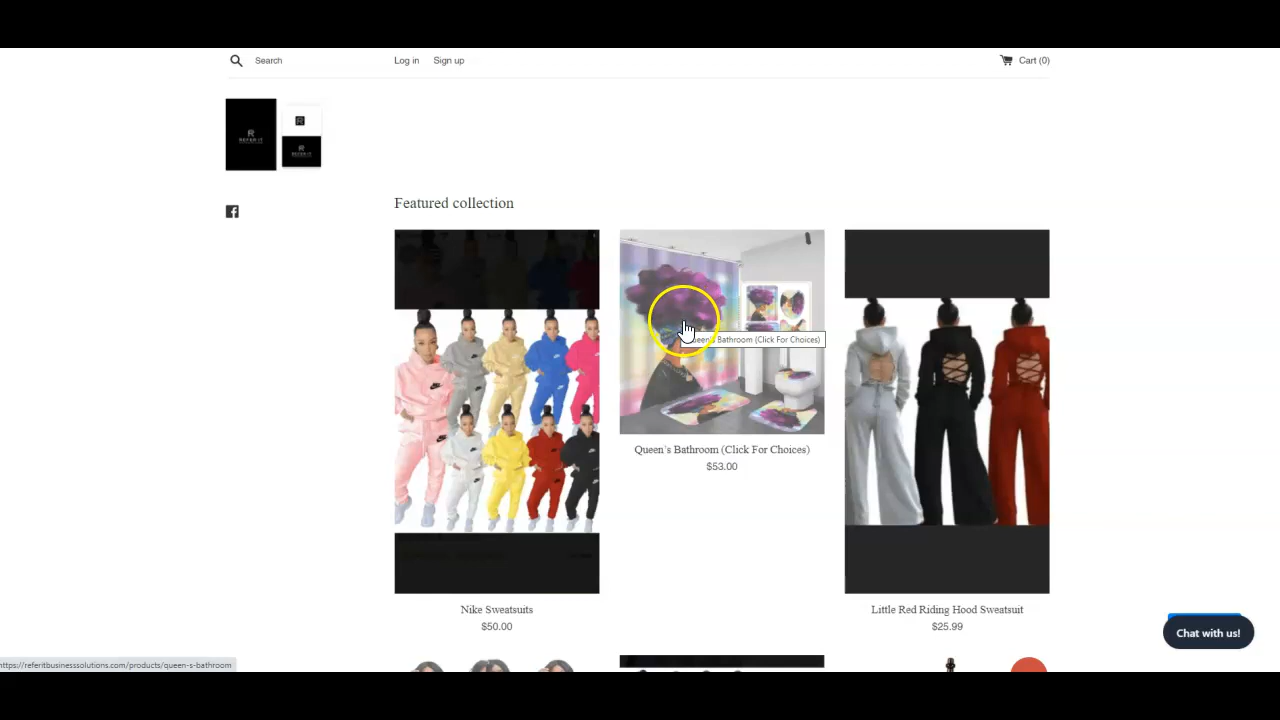 Search
Log in
Sign up
Cart (0)
REFER IT
Featured collection
Bathroom (Click For Choices)
Queen's Bathroom (Click For Choices)
$53.00
Nike Sweatsuits
$50.00
Little Red Riding Hood Sweatsuit
$25.99
Chat with us!
https://referitbusinesssolutions.com/products/queen-s-bathroom